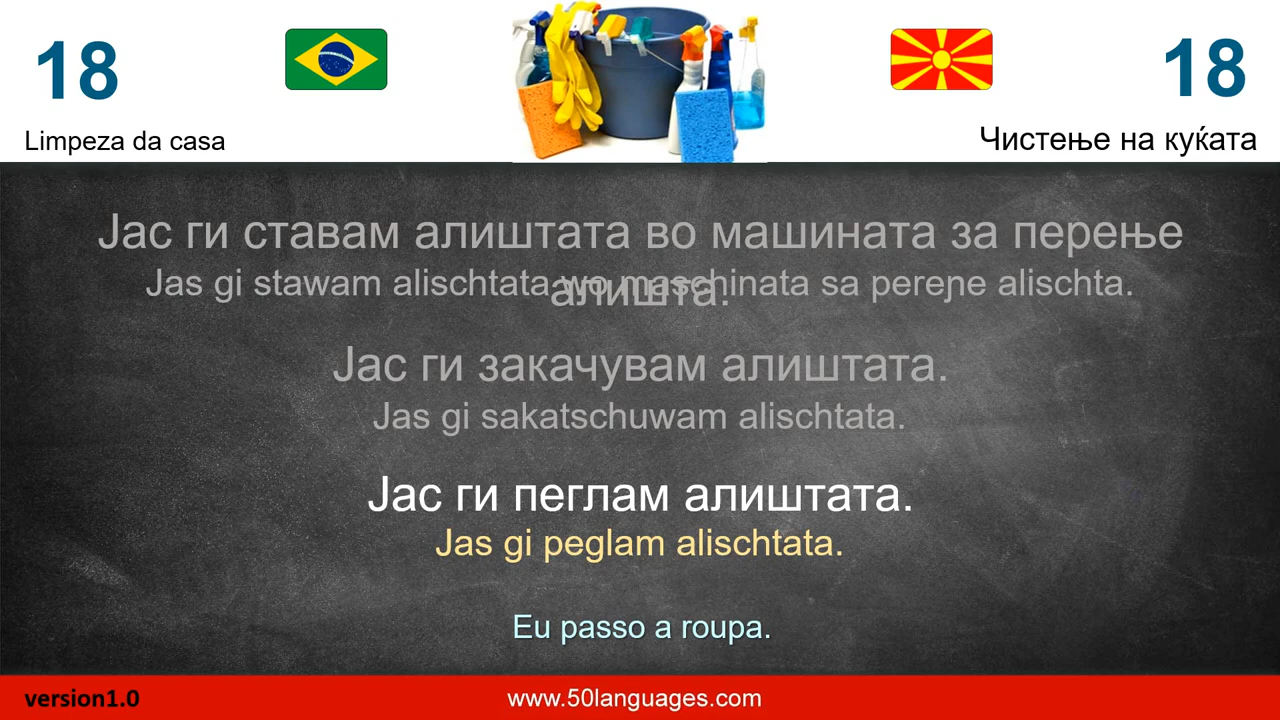 18
18
Limpeza da casa
Чистење на куќата
Јас ги ставам алиштата во машината за перење
алишта.
Jas gi stawam alischtata wo maschinata sa pereɲe alischta.
Јас ги закачувам алиштата.
Jas gi sakatschuwam alischtata.
Јас ги пеглам алиштата.
Jas gi peglam alischtata.
Eu passo a roupa.
version1.0
www.50languages.com